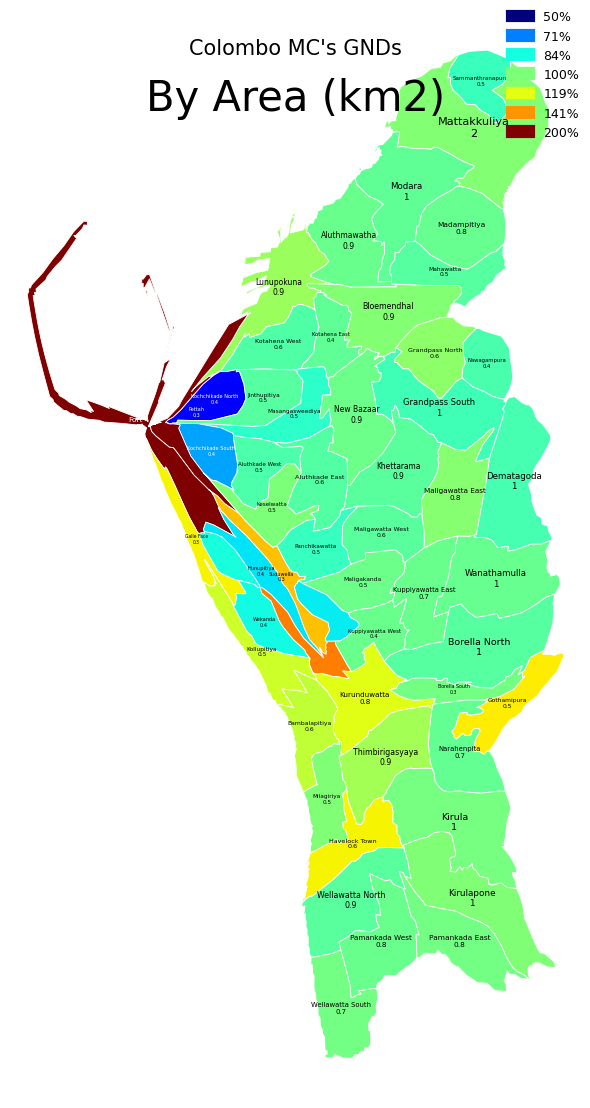 50%
71%
84%
100%
119%
141%
200%
Colombo MC's GNDs
By Area (km2)
Sammanthranapura
0.5
Mattakkuliya
2
Modara
1
Madampitiya
0.8
Aluthmawatha
0.9
Mahawatta
0.5
Lunupokuna
0.9
Bloemendhal
0.9
Kotahena East
0.4
Kotahena West
0.6
Grandpass North
0.6
Nawagampura
0.4
Jinthupitiya
0.5
Kochchikade North
0.4
Masangasweediya
0.5
Pettah
0.3
New Bazaar
0.9
Grandpass South
1
Fort
Kochchikade South
0.4
Aluthkade West
0.5
Aluthkade East
0.6
Khettarama
0.9
Dematagoda
1
Keselwatta
0.5
Maligawatta East
0.8
Maligawatta West
0.6
Galle Face
0.3
Panchikawatta
0.5
Hunupitiya
0.4
Suduwella
0.3
Maligakanda
0.5
Wanathamulla
1
Kuppiyawatta East
0.7
Wekanda
0.4
Kuppiyawatta West
0.4
Kollupitiya
0.5
Borella North
1
Borella South
0.3
Kurunduwatta
0.8
Gothamipura
0.5
Bambalapitiya
0.6
Narahenpita
0.7
Thimbirigasyaya
0.9
Milagiriya
0.5
Kirula
1
Havelock Town
0.6
Wellawatta North
0.9
Kirulapone
1
Pamankada West
0.8
Pamankada East
0.8
Wellawatta South
0.7